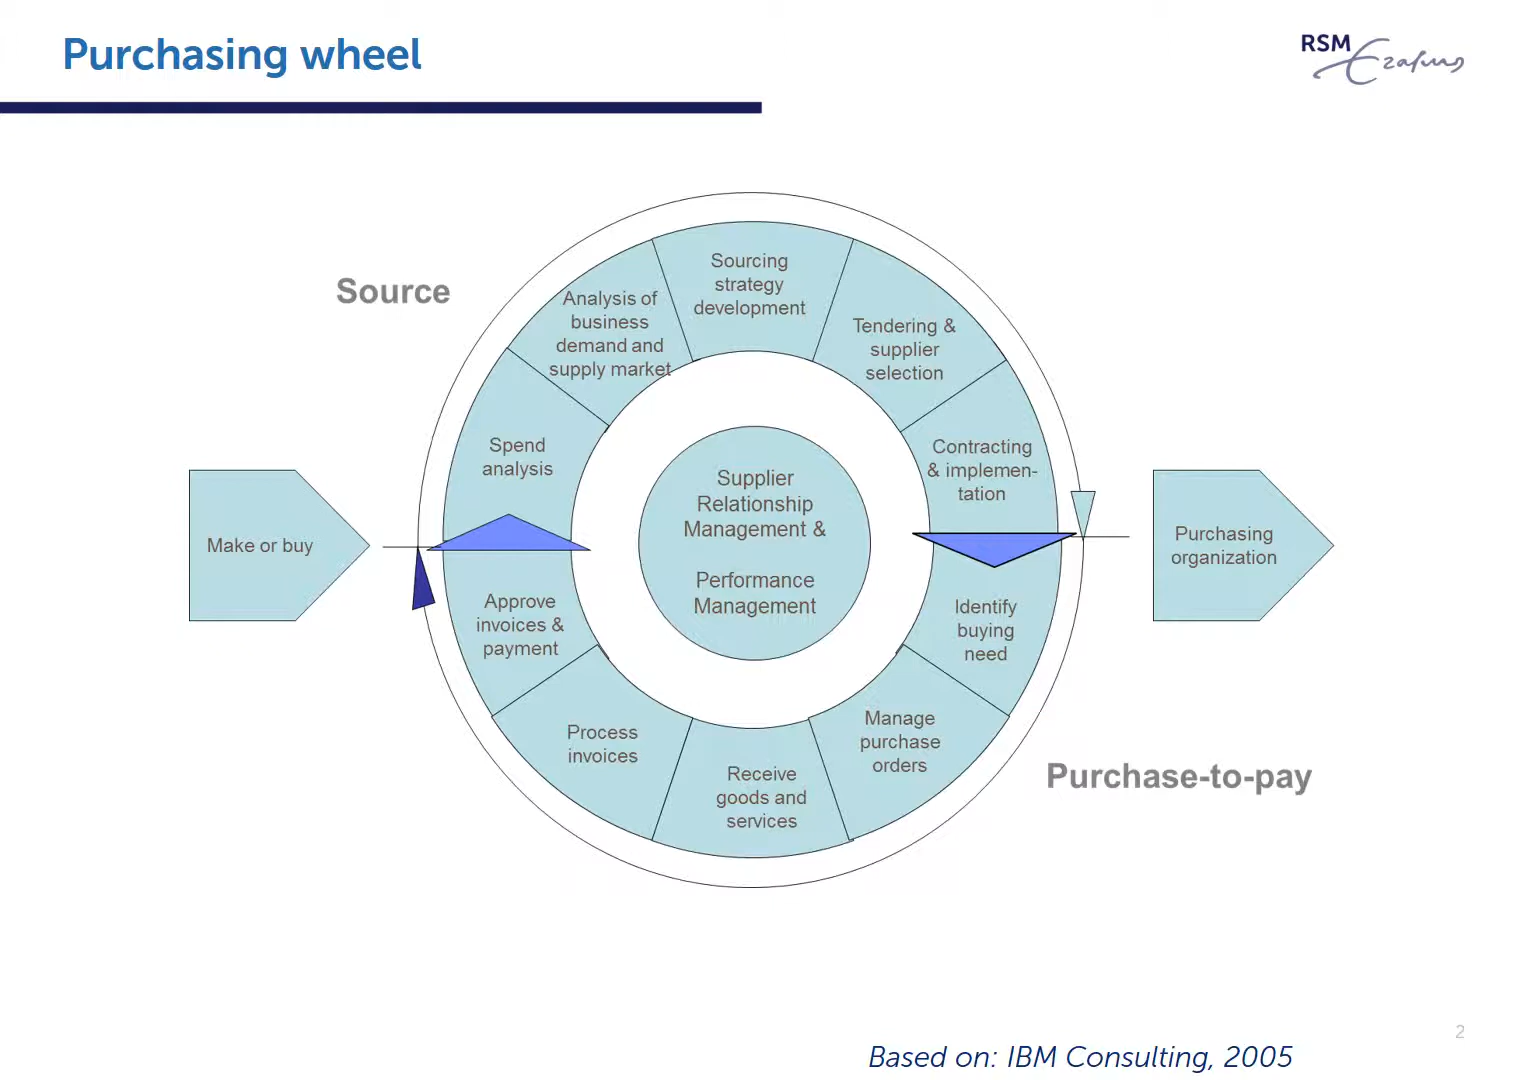 Purchasing wheel
RSM
Erasmus
Source
Sourcing
strategy
development
Analysis of
business
demand and
supply market
Tendering &
supplier
selection
Spend
analysis
Contracting
& implemen-
tation
Make or buy
Supplier
Relationship
Management &
Performance
Management
Purchasing
organization
Approve
invoices &
payment
Identify
buying
need
Process
invoices
Manage
purchase
orders
Receive
goods and
services
Purchase-to-pay
2
Based on: IBM Consulting, 2005